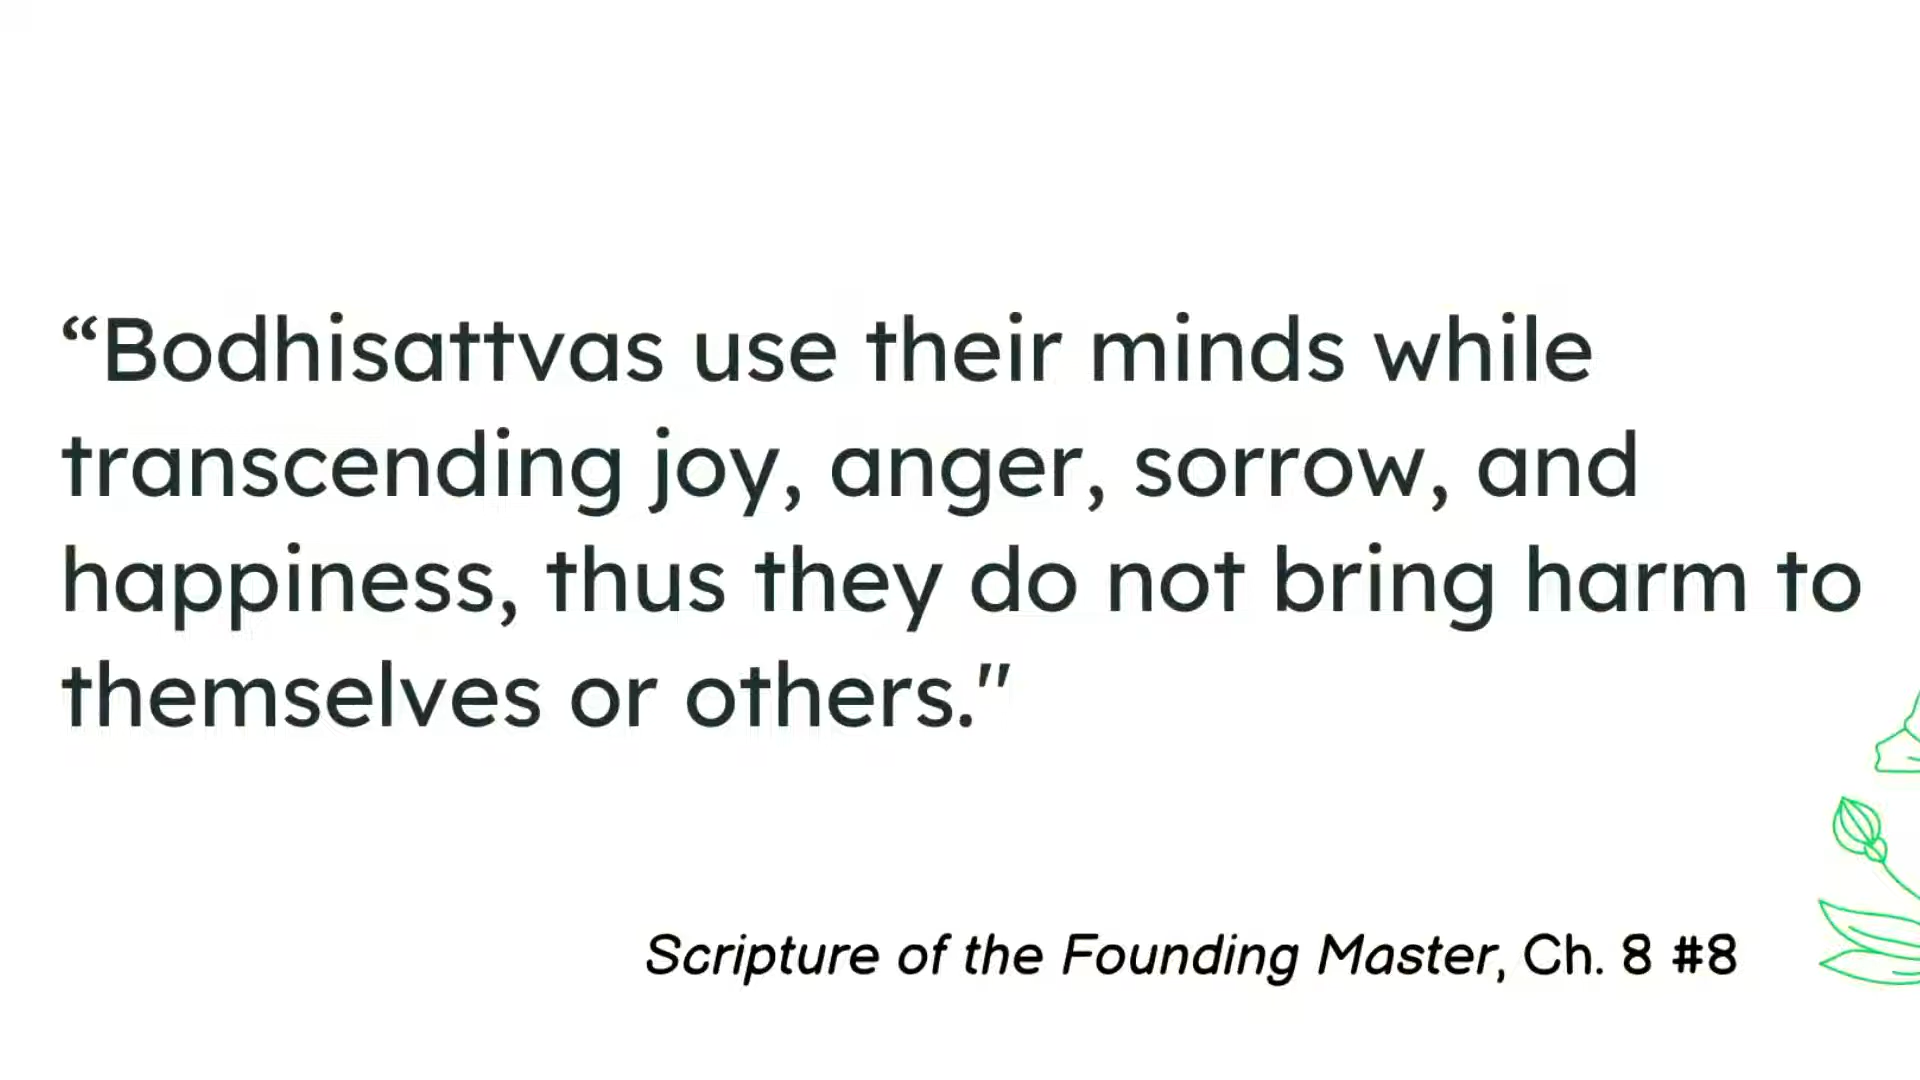 “Bodhisattvas use their minds while
transcending joy, anger, sorrow, and
happiness, thus they do not bring harm to
themselves or others."
Scripture of the Founding Master, Ch. 8 #8